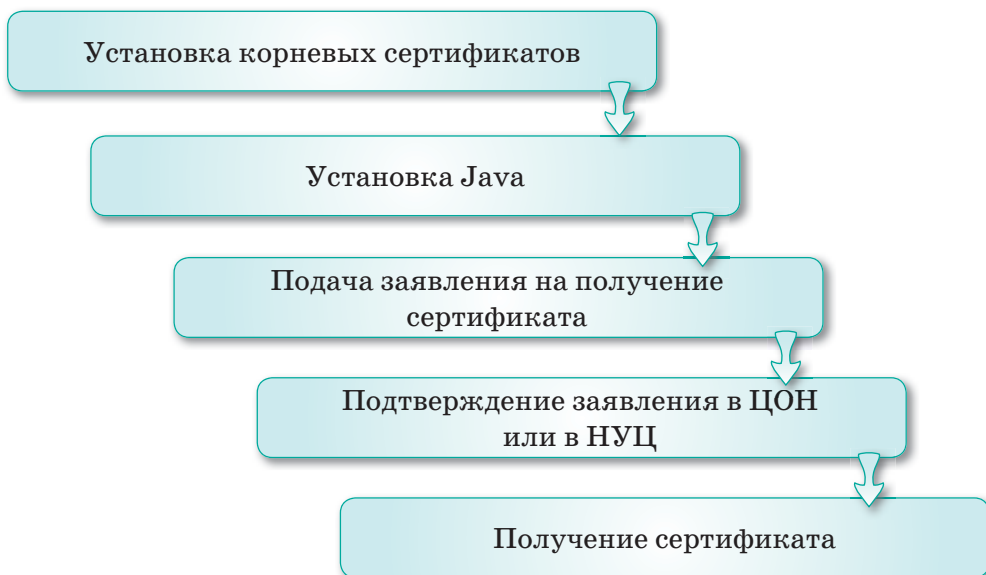 Установка корневых сертификатов
Установка Java
Подача заявления на получение
сертификата
Подтверждение заявления в ЦОН
или в НУЦ
Получение сертификата